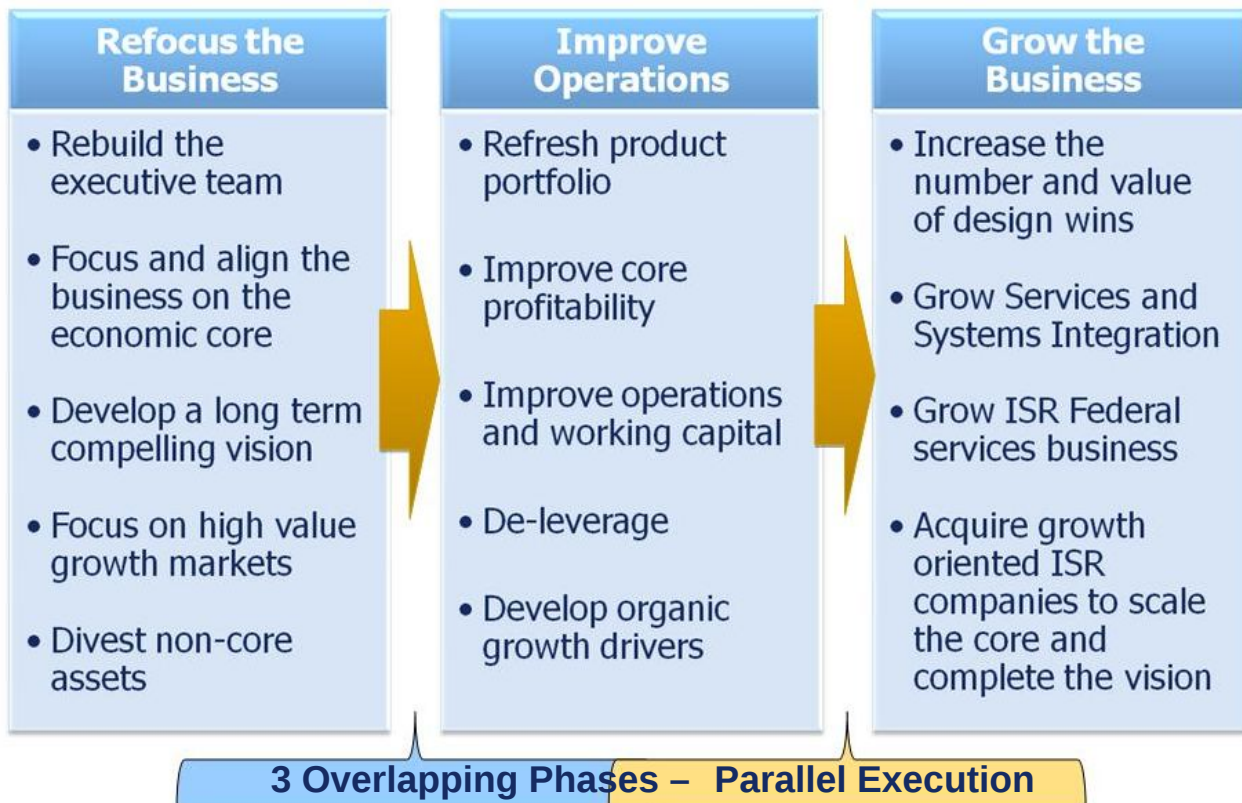 Refocus the
Business
• Rebuild the
executive team
• Focus and align the
business on the
economic core
• Develop a long term
compelling vision
• Focus on high value
growth markets
• Divest non-core
assets
Improve
Operations
• Refresh product
portfolio
• Improve core
profitability
• Improve operations
and working capital
• De-leverage
• Develop organic
growth drivers
Grow the
Business
• Increase the
number and value
of design wins
• Grow Services and
Systems Integration
• Grow ISR Federal
services business
• Acquire growth
oriented ISR
companies to scale
the core and
complete the vision
3 Overlapping Phases – Parallel Execution